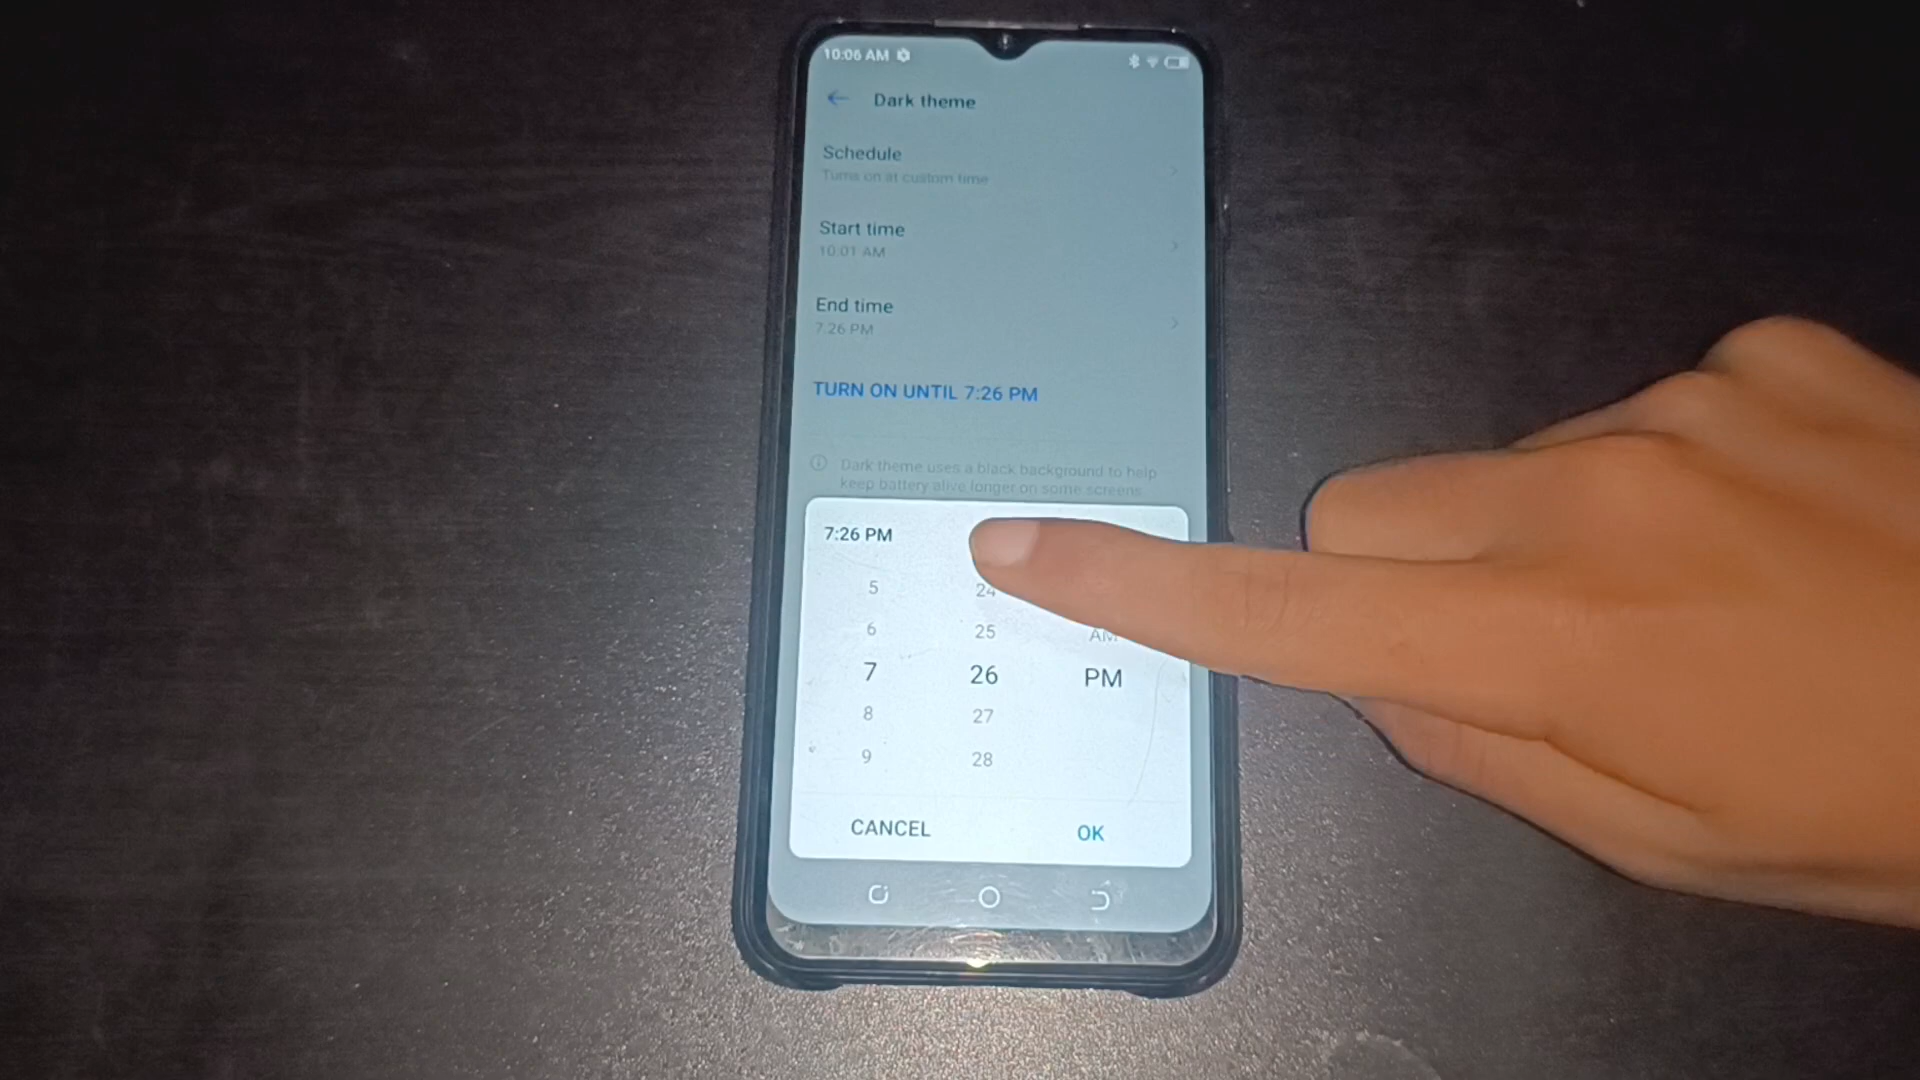 10:06 AM
Dark theme
Schedule
Turns on at custom time
Start time
10:01 AM
End time
7:26 PM
TURN ON UNTIL 7:26 PM
Dark theme uses a black background to help
keep battery alive longer on some screens
7:26 PM
5 24
6 25 AM
7 26 PM
8 27
9 28
CANCEL OK